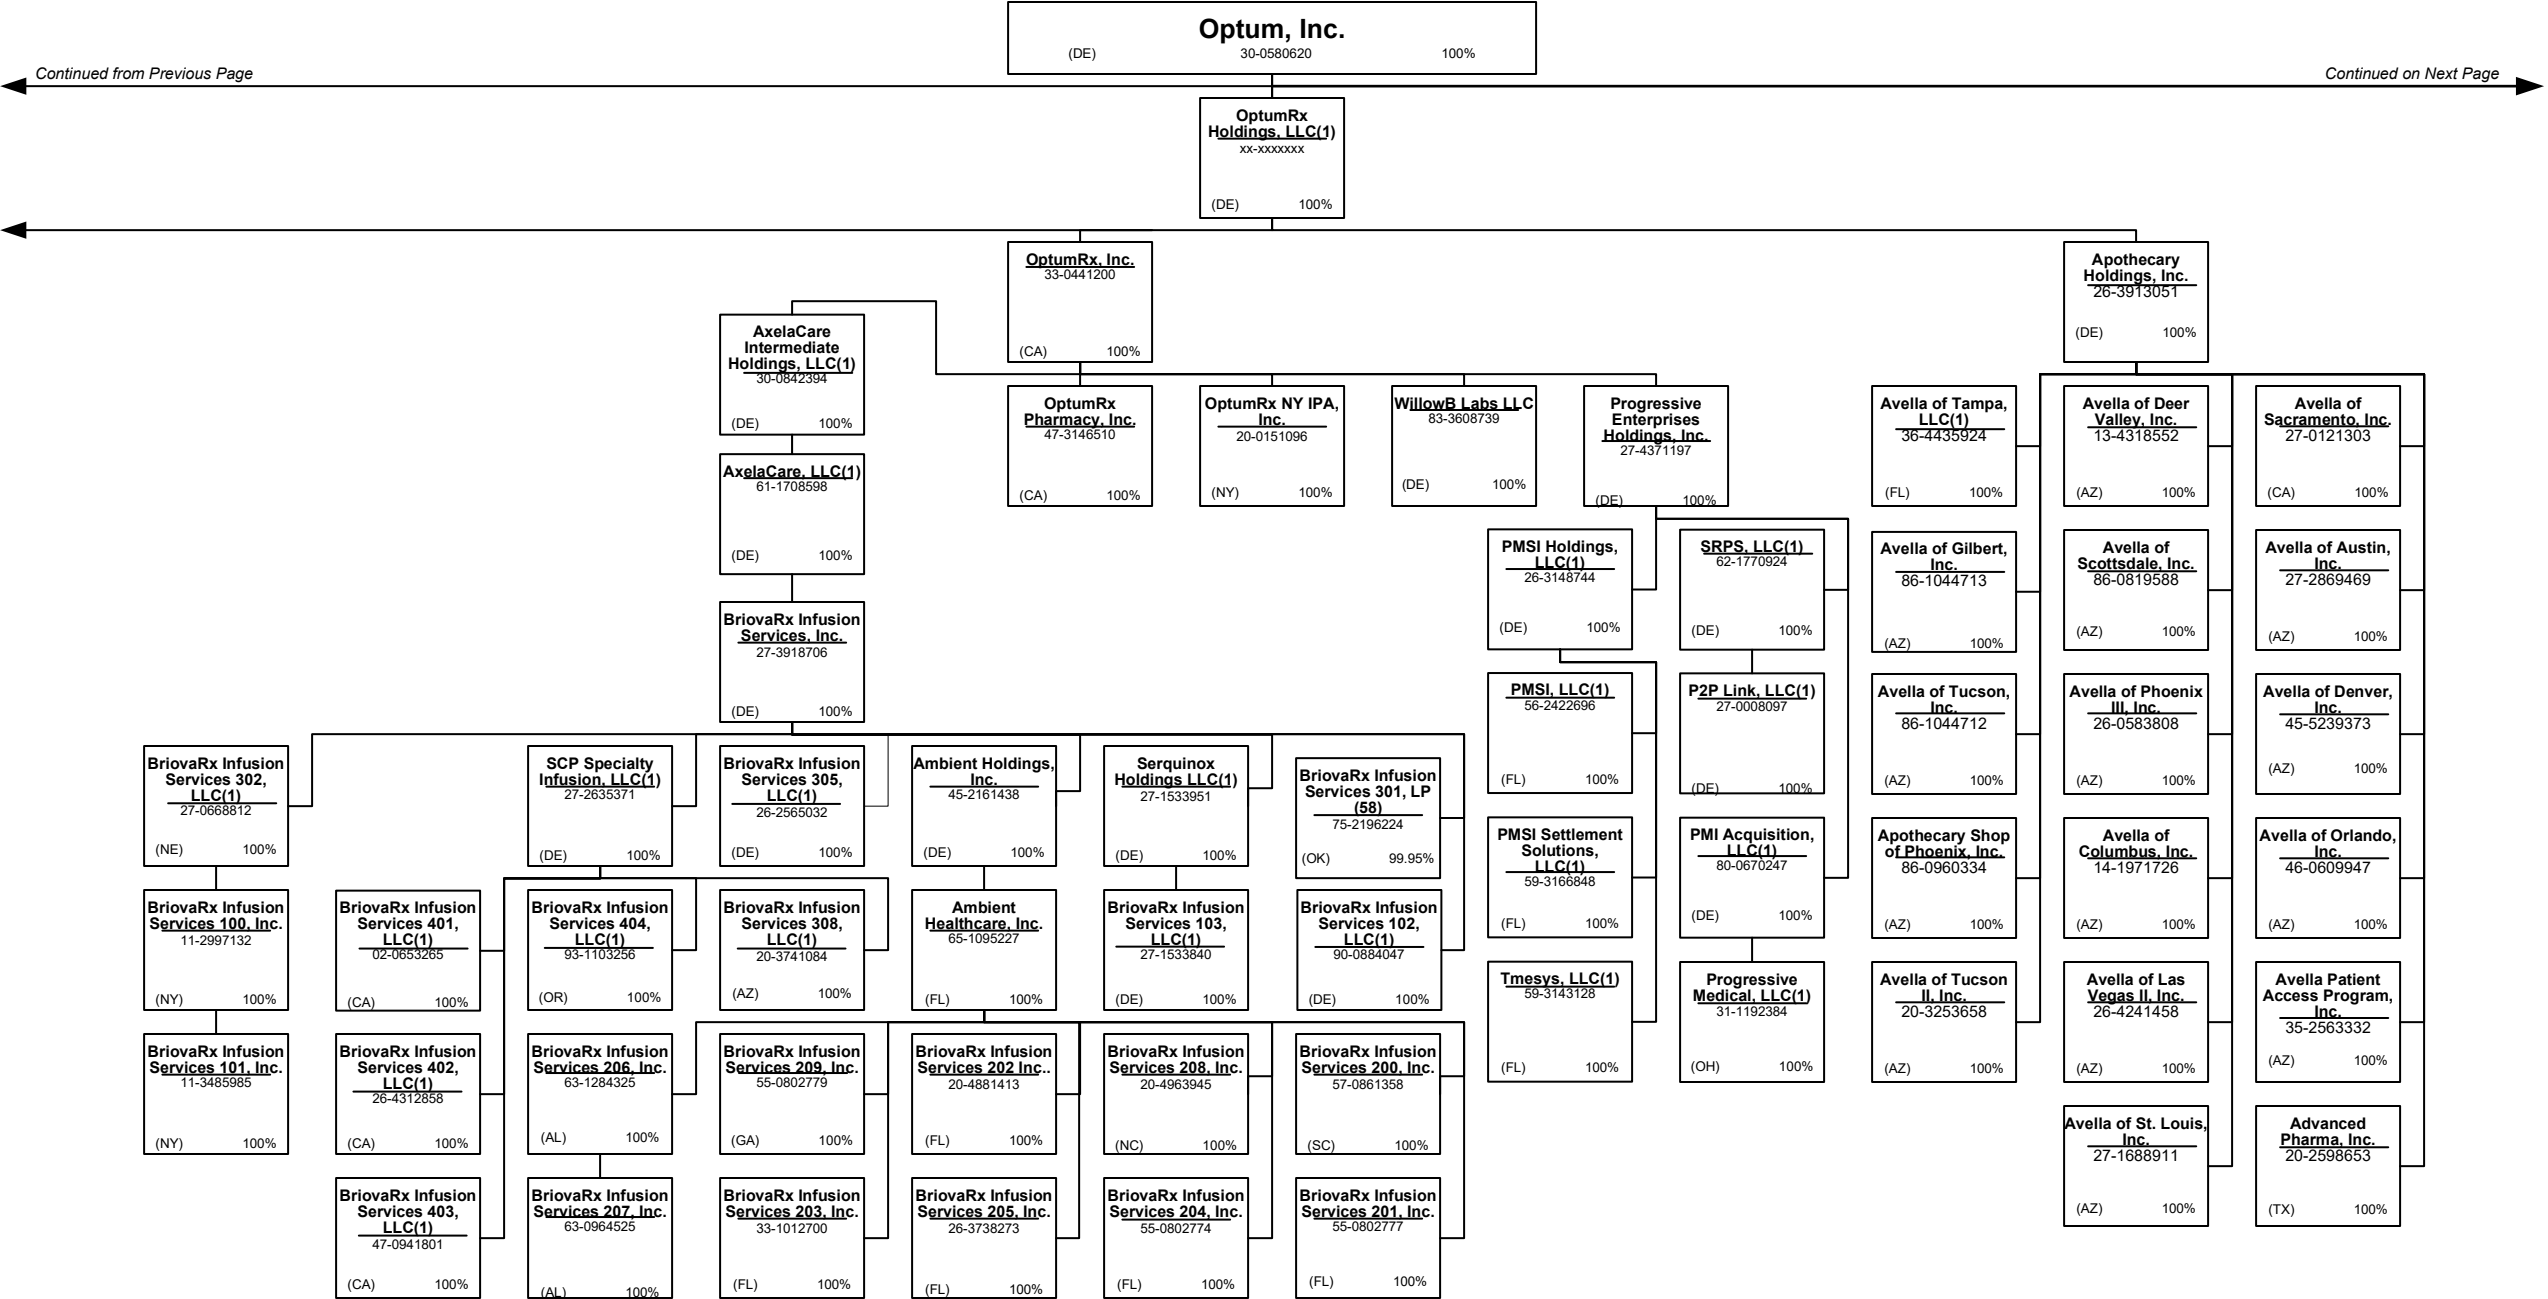 Optum, Inc.
(DE) 30-0580620 100%
Continued from Previous Page
Continued on Next Page
OptumRx
Holdings, LLC(1)
xx-xxxxxxx
(DE) 100%
OptumRx, Inc.
33-0441200
(CA) 100%
Apothecary
Holdings, Inc.
26-3913051
(DE) 100%
AxelaCare
Intermediate
Holdings, LLC(1)
30-0842394
(DE) 100%
OptumRx
Pharmacy, Inc.
47-3146510
(CA) 100%
OptumRx NY IPA,
Inc.
20-0151096
(NY) 100%
WillowB Labs LLC
83-3608739
(DE) 100%
Progressive
Enterprises
Holdings, Inc.
27-4371197
(DE) 100%
Avella of Tampa,
LLC(1)
36-4435924
(FL) 100%
Avella of Deer
Valley, Inc.
13-4318552
(AZ) 100%
Avella of
Sacramento, Inc.
27-0121303
(CA) 100%
AxelaCare, LLC(1)
61-1708598
(DE) 100%
PMSI Holdings,
LLC(1)
26-3148744
(DE) 100%
SRPS, LLC(1)
62-1770924
(DE) 100%
Avella of Gilbert,
Inc.
86-1044713
(AZ) 100%
Avella of
Scottsdale, Inc.
86-0819588
(AZ) 100%
Avella of Austin,
Inc.
27-2869469
(AZ) 100%
BriovaRx Infusion
Services, Inc.
27-3918706
(DE) 100%
PMSI, LLC(1)
56-2422696
(FL) 100%
P2P Link, LLC(1)
27-0008097
(DE) 100%
Avella of Tucson,
Inc.
86-1044712
(AZ) 100%
Avella of Phoenix
III, Inc.
26-0583808
(AZ) 100%
Avella of Denver,
Inc.
45-5239373
(AZ) 100%
BriovaRx Infusion
Services 302,
LLC(1)
27-0668812
(NE) 100%
SCP Specialty
Infusion, LLC(1)
27-2635371
(DE) 100%
BriovaRx Infusion
Services 305,
LLC(1)
26-2565032
(DE) 100%
Ambient Holdings,
Inc.
45-2161438
(DE) 100%
Serquinox
Holdings LLC(1)
27-1533951
(DE) 100%
BriovaRx Infusion
Services 301, LP
(58)
75-2196224
(OK) 99.95%
PMSI Settlement
Solutions,
LLC(1)
59-3166848
(FL) 100%
PMI Acquisition,
LLC(1)
80-0670247
(DE) 100%
Apothecary Shop
of Phoenix, Inc.
86-0960334
(AZ) 100%
Avella of
Columbus, Inc.
14-1971726
(AZ) 100%
Avella of Orlando,
Inc.
46-0609947
(AZ) 100%
BriovaRx Infusion
Services 100, Inc.
11-2997132
(NY) 100%
BriovaRx Infusion
Services 401,
LLC(1)
02-0653265
(CA) 100%
BriovaRx Infusion
Services 404,
LLC(1)
93-1103256
(OR) 100%
BriovaRx Infusion
Services 308,
LLC(1)
20-3741084
(AZ) 100%
Ambient
Healthcare, Inc.
65-1095227
(FL) 100%
BriovaRx Infusion
Services 103,
LLC(1)
27-1533840
(DE) 100%
BriovaRx Infusion
Services 102,
LLC(1)
90-0884047
(DE) 100%
Tmesys, LLC(1)
59-3143128
(FL) 100%
Progressive
Medical, LLC(1)
31-1192384
(OH) 100%
Avella of Tucson
II, Inc.
20-3253658
(AZ) 100%
Avella of Las
Vegas II, Inc.
26-4241458
(AZ) 100%
Avella Patient
Access Program,
Inc.
35-2563332
(AZ) 100%
BriovaRx Infusion
Services 101, Inc.
11-3485985
(NY) 100%
BriovaRx Infusion
Services 402,
LLC(1)
26-4312858
(CA) 100%
BriovaRx Infusion
Services 206, Inc.
63-1284325
(AL) 100%
BriovaRx Infusion
Services 209, Inc.
55-0802779
(GA) 100%
BriovaRx Infusion
Services 202 Inc..
20-4881413
(FL) 100%
BriovaRx Infusion
Services 208, Inc.
20-4963945
(NC) 100%
BriovaRx Infusion
Services 200, Inc.
57-0861358
(SC) 100%
Avella of St. Louis,
Inc.
27-1688911
(AZ) 100%
Advanced
Pharma, Inc.
20-2598653
(TX) 100%
BriovaRx Infusion
Services 403,
LLC(1)
47-0941801
(CA) 100%
BriovaRx Infusion
Services 207, Inc.
63-0964525
(AL) 100%
BriovaRx Infusion
Services 203, Inc.
33-1012700
(FL) 100%
BriovaRx Infusion
Services 205, Inc.
26-3738273
(FL) 100%
BriovaRx Infusion
Services 204, Inc.
55-0802774
(FL) 100%
BriovaRx Infusion
Services 201, Inc.
55-0802777
(FL) 100%